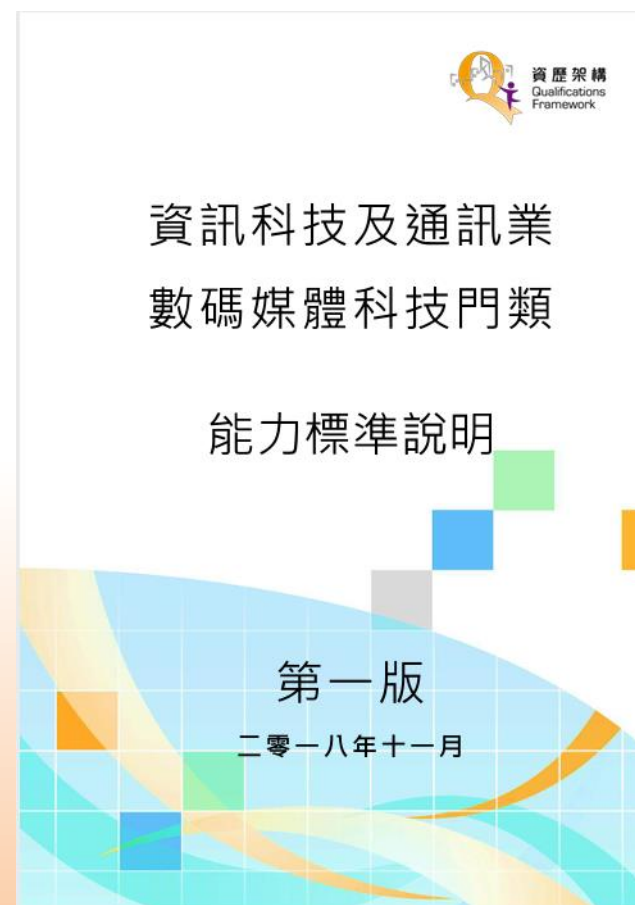 資歷架構
Qualifications
Framework
資訊科技及通訊業
數碼媒體科技門類
能力標準說明
第一版
二零一八年十一月